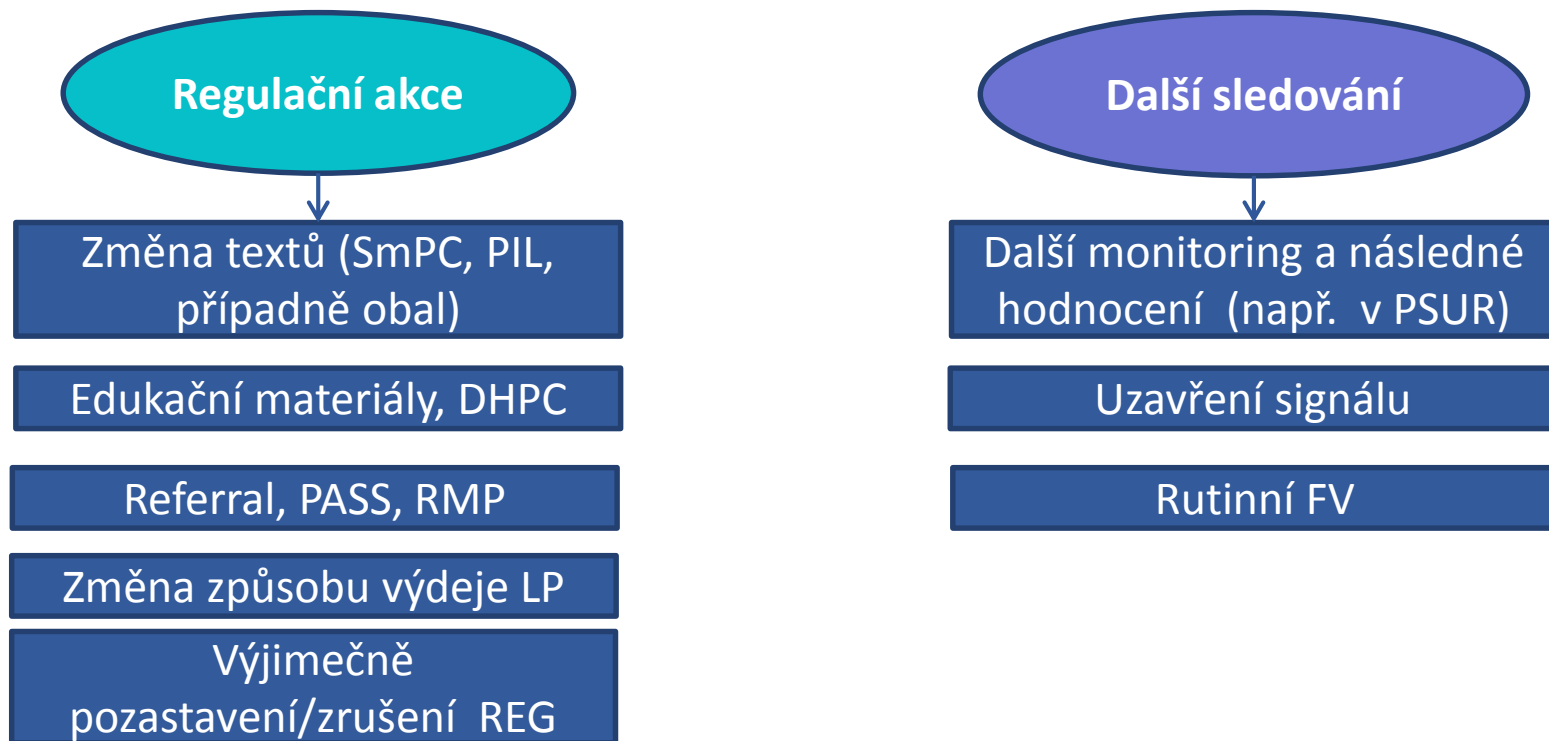 Regulační akce
Změna textů (SmPC, PIL,
případně obal)
Edukační materiály, DHPC
Referral, PASS, RMP
Změna způsobu výdeje LP
Výjimečně
pozastavení/zrušení REG
Další sledování
Další monitoring a následné
hodnocení (např. v PSUR)
Uzavření signálu
Rutinní FV